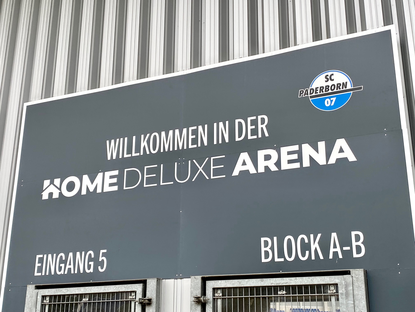 SC
PADERBORN
07
WILLKOMMEN IN DER
HOME DELUXE ARENA
EINGANG 5
BLOCK A-B